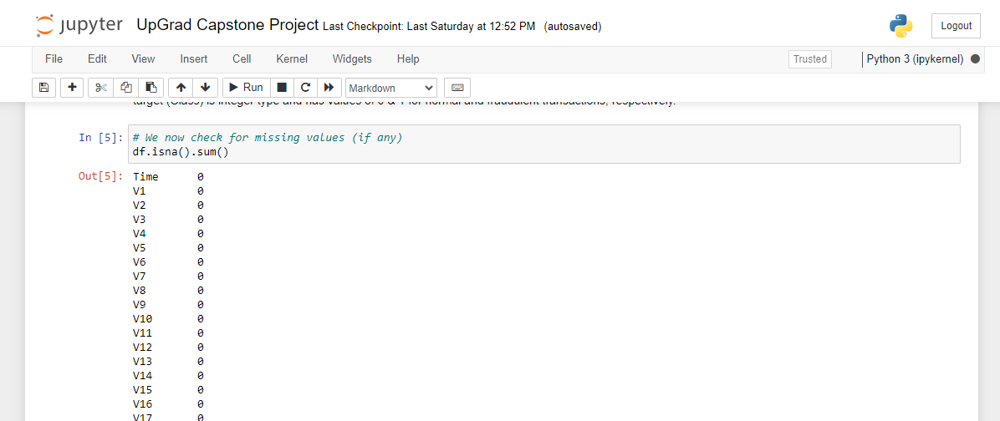 jupyter UpGrad Capstone Project Last Checkpoint: Last Saturday at 12:52 PM (autosaved)
Logout
File Edit View Insert Cell Kernel Widgets Help
Trusted
Python 3 (ipykernel)
Run
Markdown
target (Class) is integer type and has values of 0 & 1 for normal and fraudulent transactions, respectively.
In [5]: # We now check for missing values (if any)
df.isna().sum()
Out[5]: Time 0
V1 0
V2 0
V3 0
V4 0
V5 0
V6 0
V7 0
V8 0
V9 0
V10 0
V11 0
V12 0
V13 0
V14 0
V15 0
V16 0
V17 0